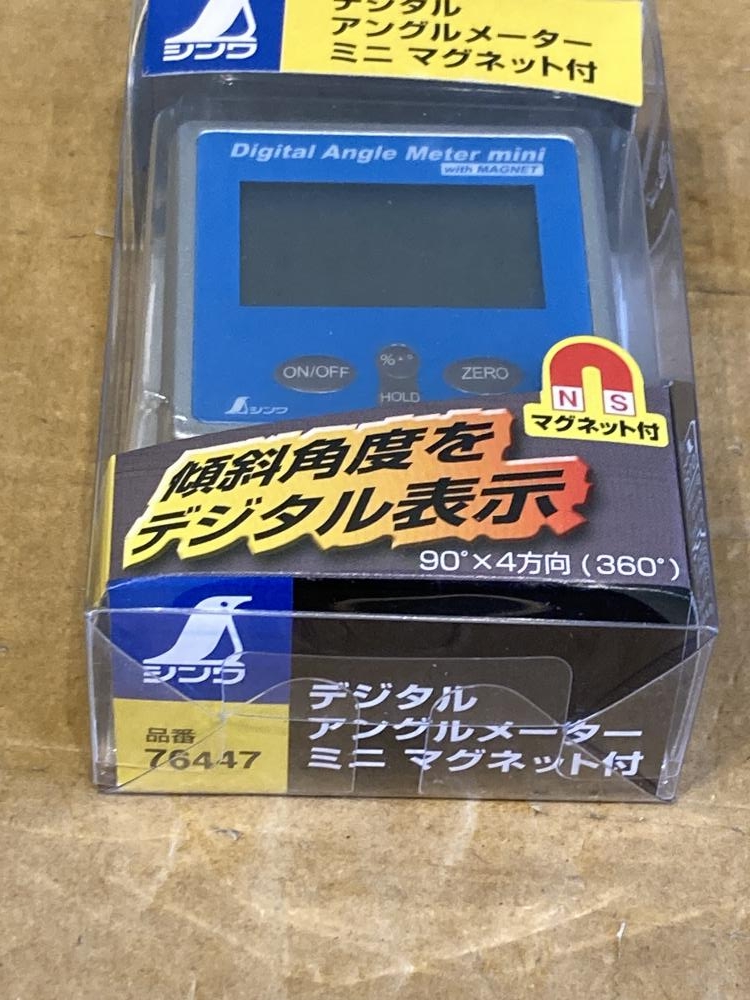 シンワ
デジタル
アングルメーター
ミニ マグネット付
Digital Angle Meter mini
with MAGNET
ON/OFF
%・°
HOLD
ZERO
シンワ
N S
マグネット付
傾斜角度を
デジタル表示
90°×4方向(360°)
シンワ
品番
76447
デジタル
アングルメーター
ミニ マグネット付